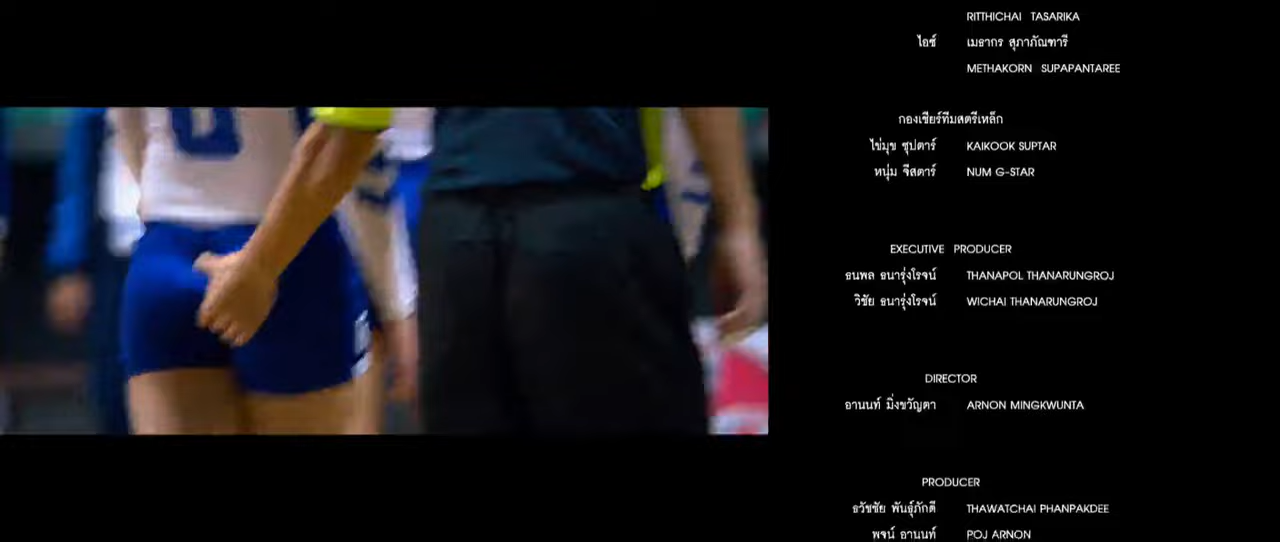 RITTHICHAI TASARIKA
ไอซ์ เมธากร สุภาภัณฑารี
METHAKORN SUPAPANTAREE
กองเชียร์ทีมสตรีเหล็ก
ไข่มุข ซุปตาร์ KAIKOOK SUPTAR
หนุ่ม จีสตาร์ NUM G-STAR
EXECUTIVE PRODUCER
ธนพล ธนารุ่งโรจน์ THANAPOL THANARUNGROJ
วิชัย ธนารุ่งโรจน์ WICHAI THANARUNGROJ
DIRECTOR
อานนท์ มิ่งขวัญตา ARNON MINGKWUNTA
PRODUCER
ธวัชชัย พันธุ์ภักดี THAWATCHAI PHANPAKDEE
พจน์ อานนท์ POJ ARNON